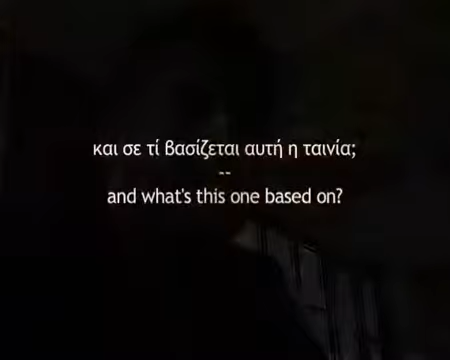 και σε τί βασίζεται αυτή η ταινία;
--
and what's this one based on?